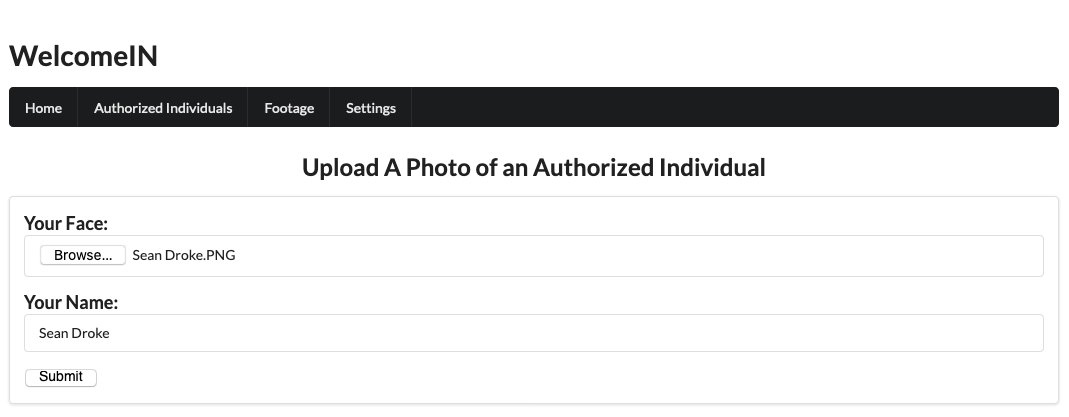 WelcomeIN
Home Authorized Individuals Footage Settings
Upload A Photo of an Authorized Individual
Your Face:
Browse... Sean Droke.PNG
Your Name:
Sean Droke
Submit